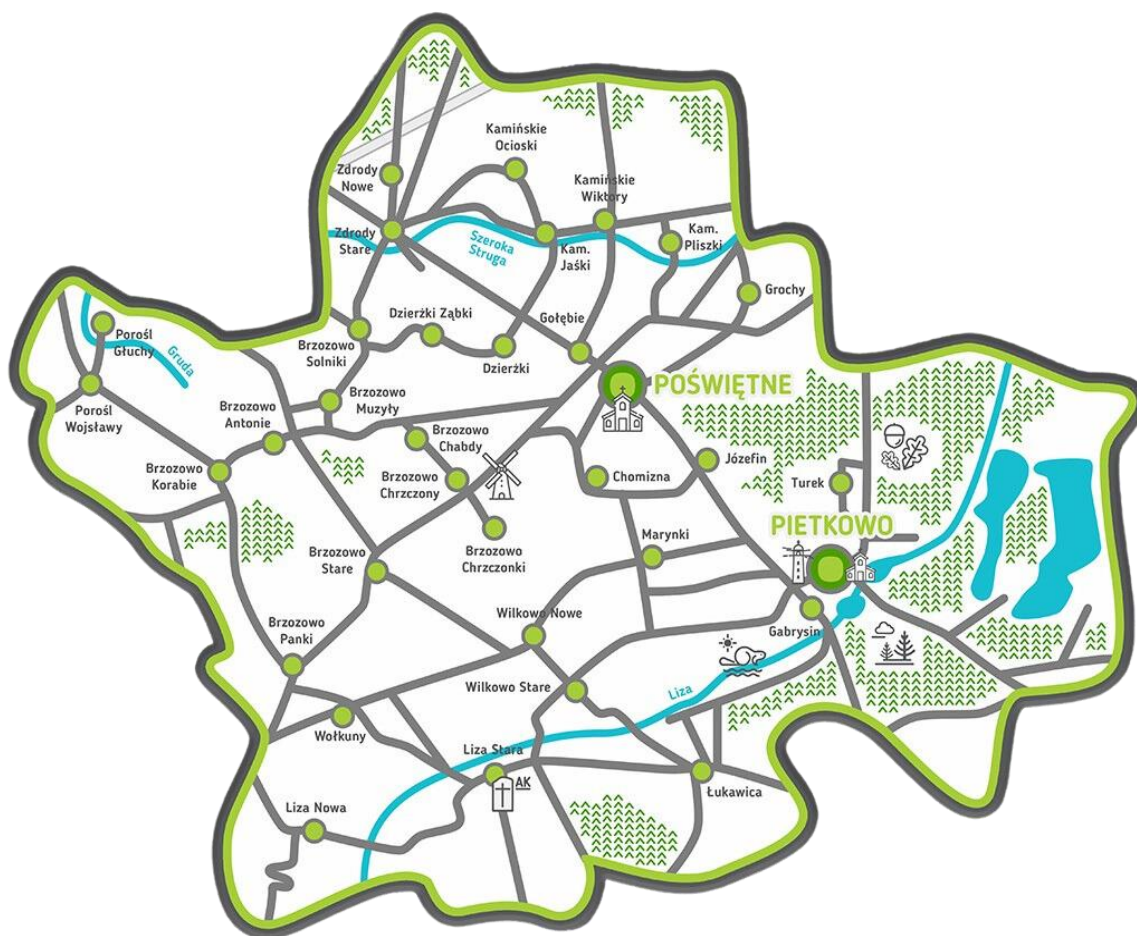 Kamińskie
Ocioski
Zdrody
Nowe
Kamińskie
Wiktory
Zdrody
Stare
Szeroka
Struga
Kam.
Jaśki
Kam.
Pliszki
Grochy
Porośl
Głuchy
Gruda
Brzozowo
Solniki
Dzierżki Ząbki
Gołębie
Dzierżki
POŚWIĘTNE
Porośl
Wojsławy
Brzozowo
Antonie
Brzozowo
Muzyły
Brzozowo
Chabdy
Brzozowo
Korabie
Brzozowo
Chrzczony
Chomizna
Józefin
Turek
PIETKOWO
Brzozowo
Chrzczonki
Marynki
Brzozowo
Stare
Wilkowo Nowe
Gabrysin
Brzozowo
Panki
Wilkowo Stare
Liza
Wołkuny
Liza Stara
AK
Łukawica
Liza Nowa